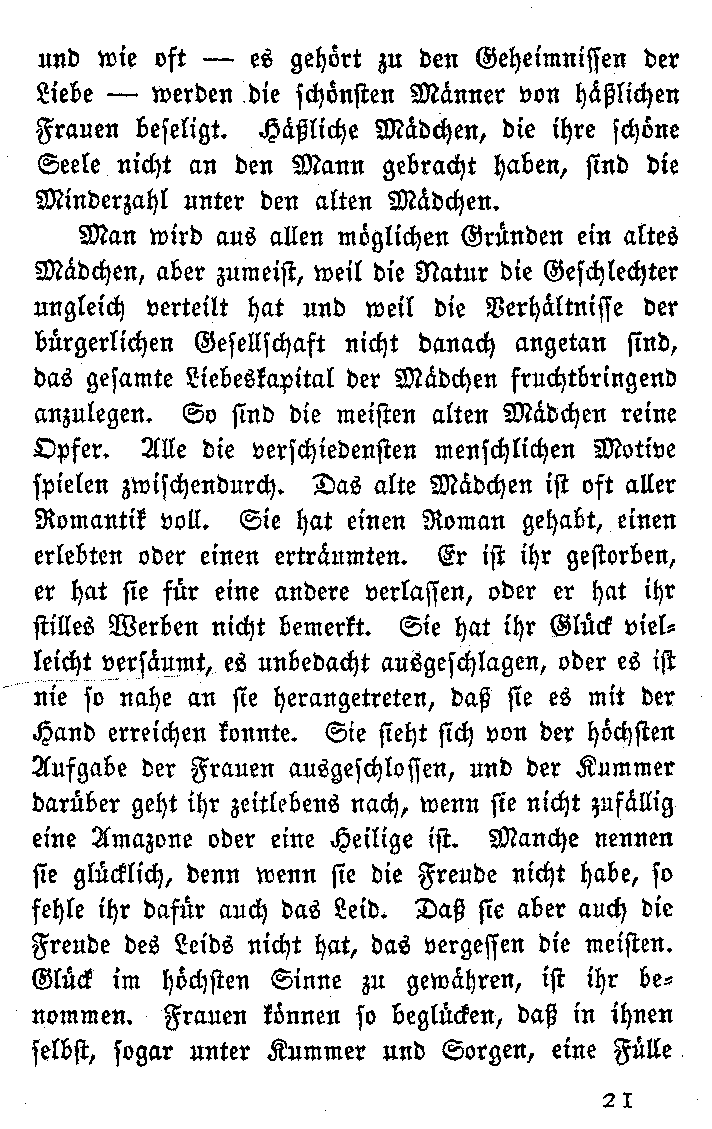 und wie oft — es gehört zu den Geheimnissen der
Liebe — werden die schönsten Männer von häßlichen
Frauen beseligt. Häßliche Mädchen, die ihre schöne
Seele nicht an den Mann gebracht haben, sind die
Minderzahl unter den alten Mädchen.
Man wird aus allen möglichen Gründen ein altes
Mädchen, aber zumeist, weil die Natur die Geschlechter
ungleich verteilt hat und weil die Verhältnisse der
bürgerlichen Gesellschaft nicht danach angetan sind,
das gesamte Liebeskapital der Mädchen fruchtbringend
anzulegen. So sind die meisten alten Mädchen reine
Opfer. Alle die verschiedensten menschlichen Motive
spielen zwischendurch. Das alte Mädchen ist oft aller
Romantik voll. Sie hat einen Roman gehabt, einen
erlebten oder einen erträumten. Er ist ihr gestorben,
er hat sie für eine andere verlassen, oder er hat ihr
stilles Werben nicht bemerkt. Sie hat ihr Glück viel-
leicht versäumt, es unbedacht ausgeschlagen, oder es ist
nie so nahe an sie herangetreten, daß sie es mit der
Hand erreichen konnte. Sie sieht sich von der höchsten
Aufgabe der Frauen ausgeschlossen, und der Kummer
darüber geht ihr zeitlebens nach, wenn sie nicht zufällig
eine Amazone oder eine Heilige ist. Manche nennen
sie glücklich, denn wenn sie die Freude nicht habe, so
fehle ihr dafür auch das Leid. Daß sie aber auch die
Freude des Leids nicht hat, das vergessen die meisten.
Glück im höchsten Sinne zu gewähren, ist ihr be-
nommen. Frauen können so beglücken, daß in ihnen
selbst, sogar unter Kummer und Sorgen, eine Fülle
21